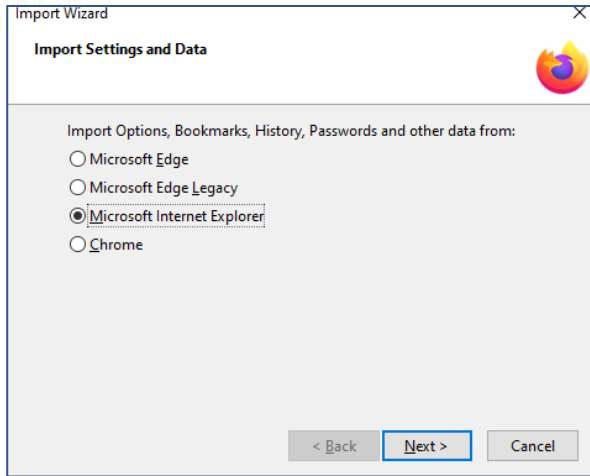 Import Wizard
Import Settings and Data
Import Options, Bookmarks, History, Passwords and other data from:
Microsoft Edge
Microsoft Edge Legacy
Microsoft Internet Explorer
Chrome
< Back Next > Cancel